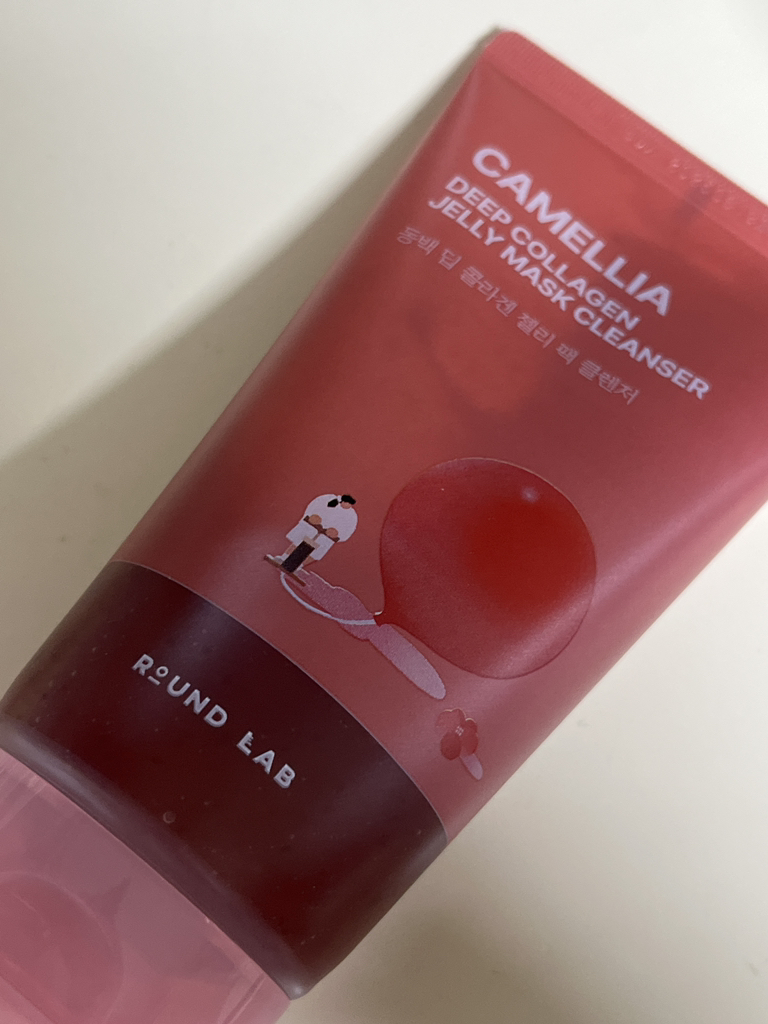 CAMELLIA
DEEP COLLAGEN
JELLY MASK CLEANSER
동백 딥 콜라겐 젤리 팩 클렌저
ROUND LAB